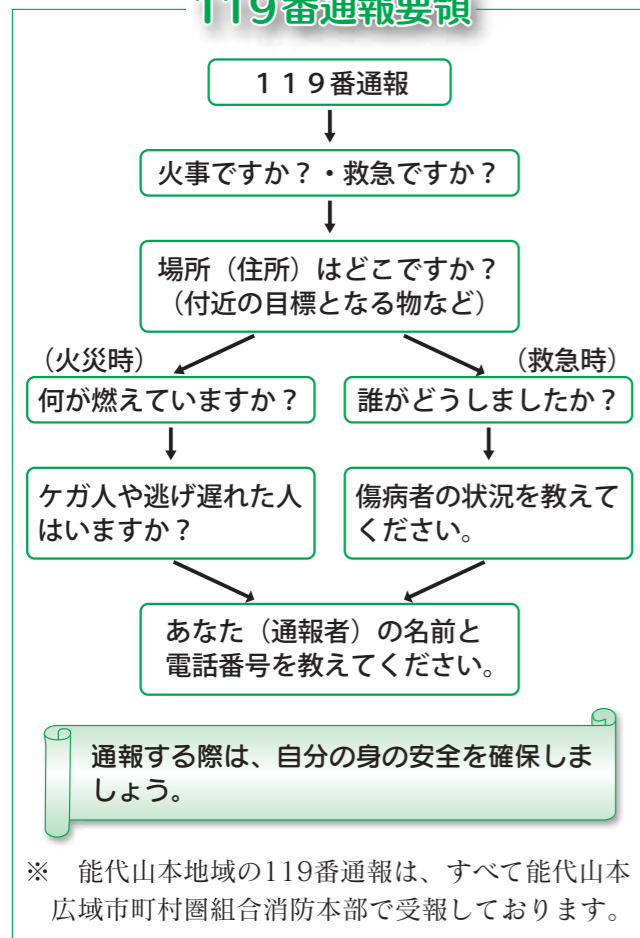 119番通報要領
１１９番通報
火事ですか？・救急ですか？
場所（住所）はどこですか？
（付近の目標となる物など）
（火災時）
（救急時）
何が燃えていますか？
誰がどうしましたか？
ケガ人や逃げ遅れた人
はいますか？
傷病者の状況を教えて
ください。
あなた（通報者）の名前と
電話番号を教えてください。
通報する際は、自分の身の安全を確保しま
しょう。
※　能代山本地域の119番通報は、すべて能代山本
広域市町村圏組合消防本部で受報しております。